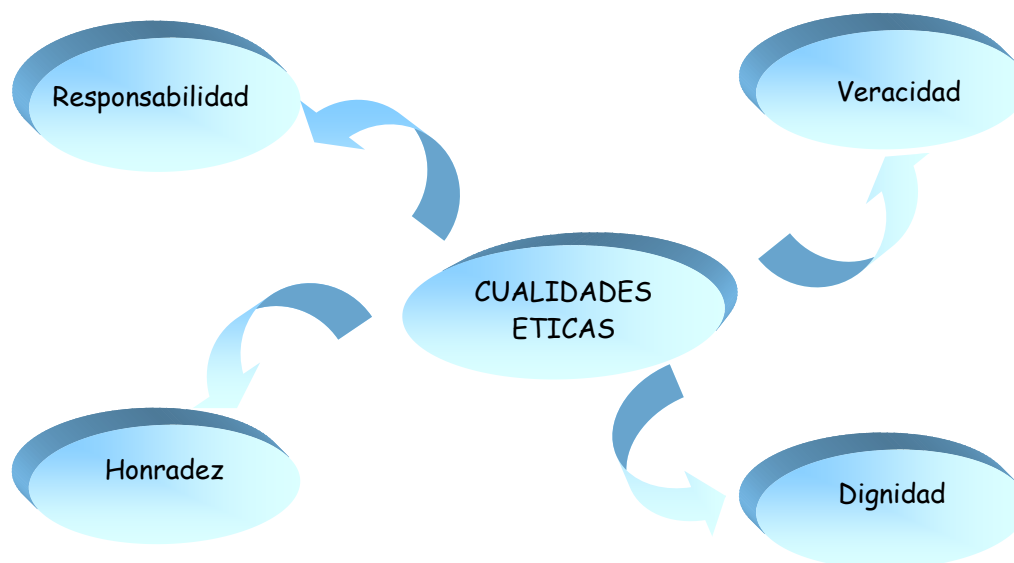 Responsabilidad
Veracidad
CUALIDADES
ETICAS
Honradez
Dignidad